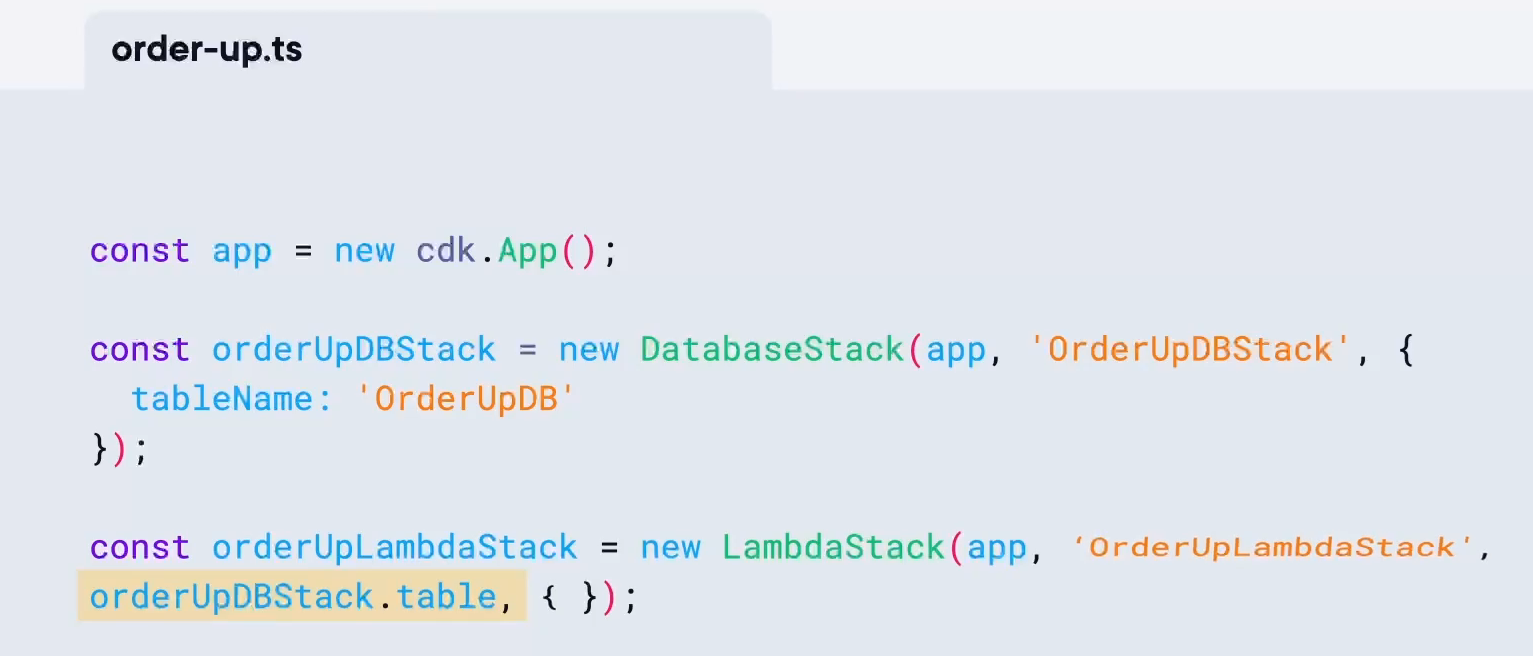 order-up.ts
const app = new cdk.App();
const orderUpDBStack = new DatabaseStack(app, 'OrderUpDBStack', {
  tableName: 'OrderUpDB'
});
const orderUpLambdaStack = new LambdaStack(app, ‘OrderUpLambdaStack',
orderUpDBStack.table, { });